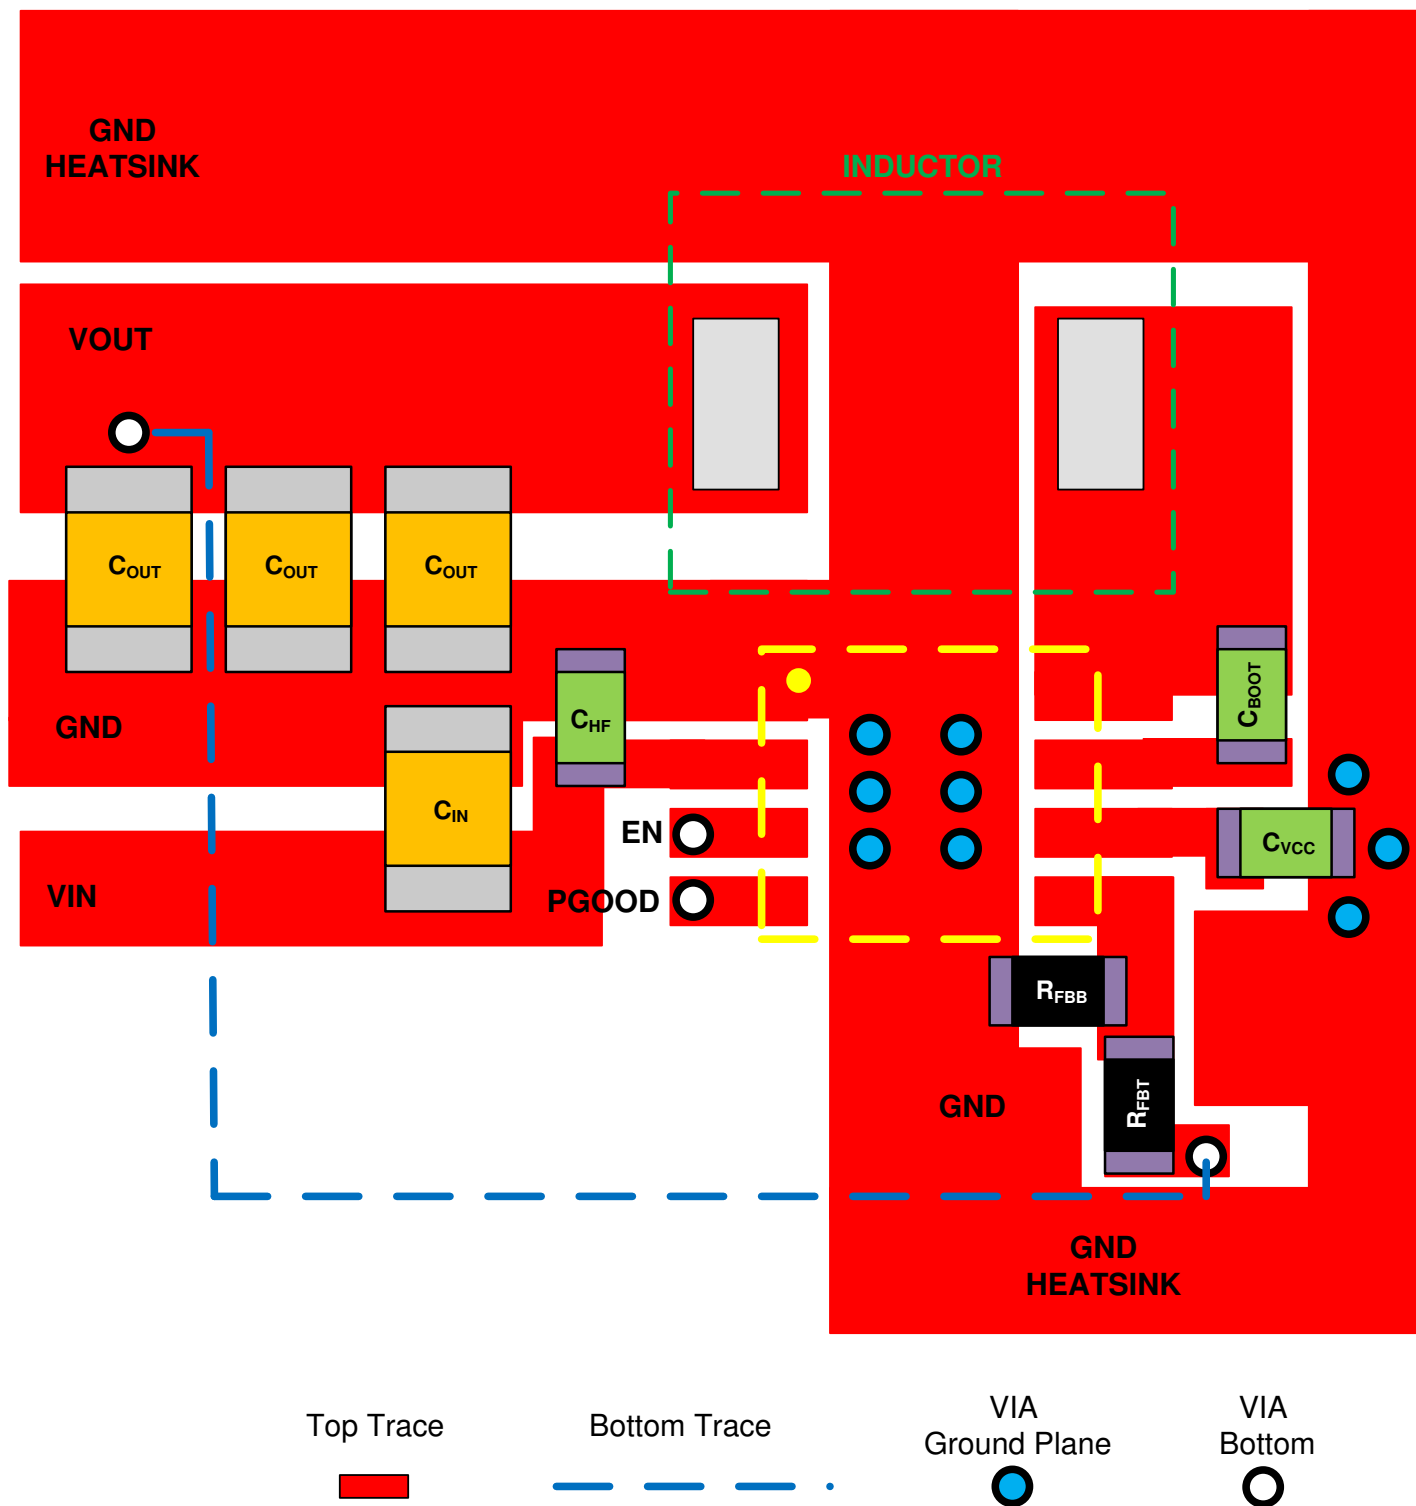 GND
HEATSINK
INDUCTOR
VOUT
COUT
COUT
COUT
GND
CHF
CBOOT
CIN
EN
CVCC
VIN
PGOOD
RFBB
GND
RFBT
GND
HEATSINK
Top Trace
Bottom Trace
VIA
Ground Plane
VIA
Bottom